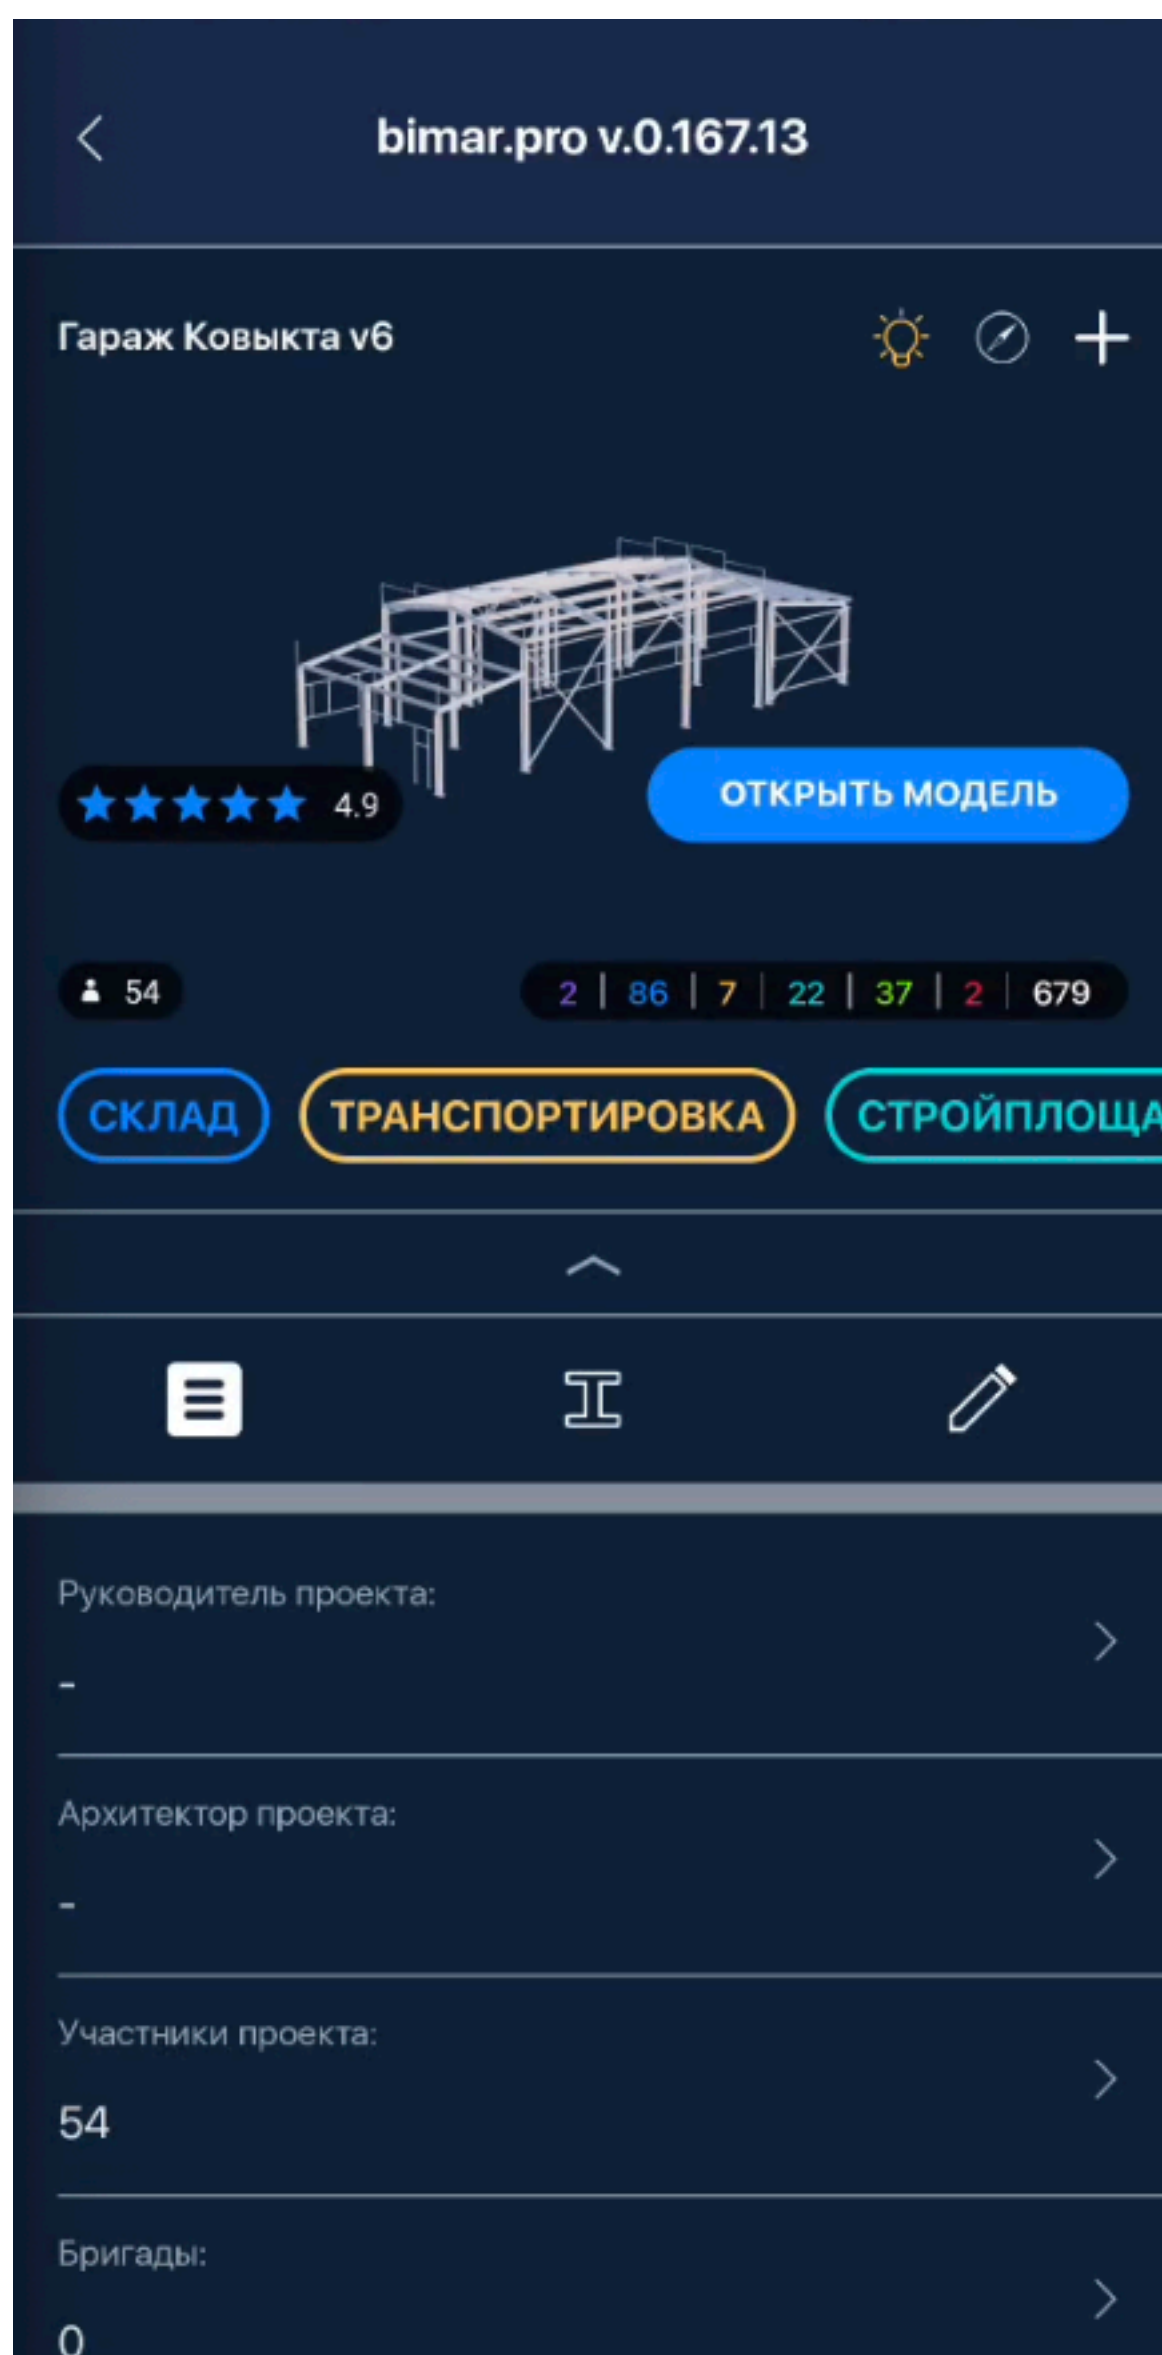 bimar.pro v.0.167.13
Гараж Ковыкта v6
4.9
ОТКРЫТЬ МОДЕЛЬ
54
2 | 86 | 7 | 22 | 37 | 2 | 679
СКЛАД
ТРАНСПОРТИРОВКА
СТРОЙПЛОЩА
Руководитель проекта:
-
Архитектор проекта:
-
Участники проекта:
54
Бригады:
0